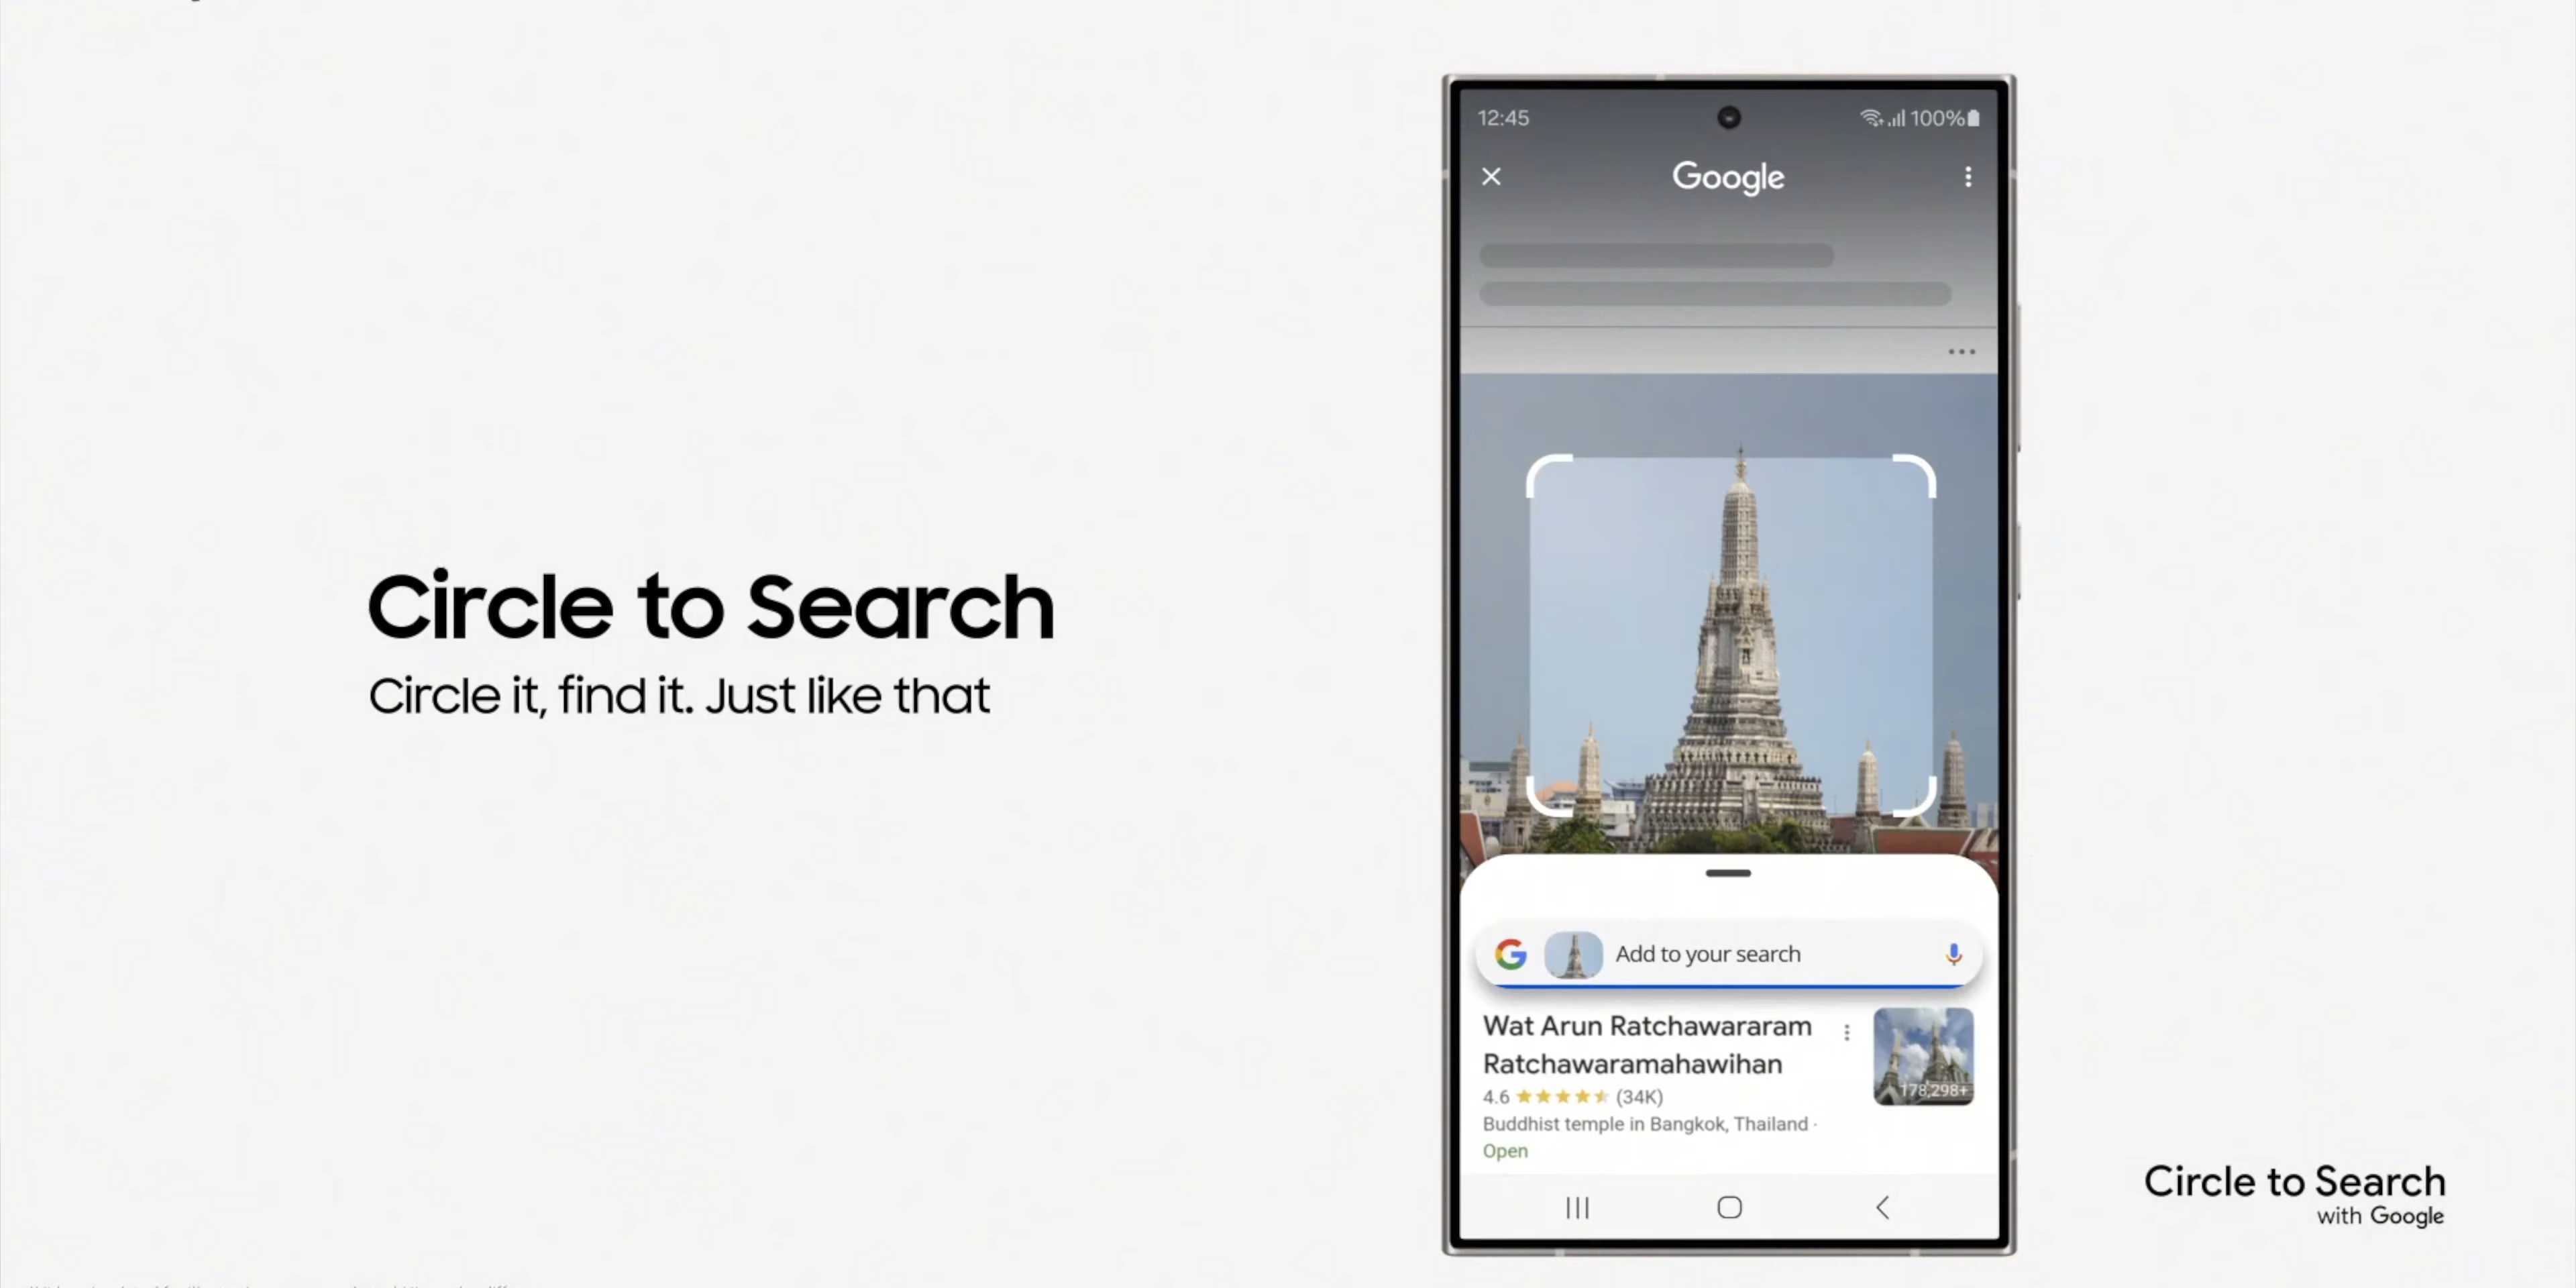 Circle to Search
Circle it, find it. Just like that
12:45
100%
Google
Add to your search
Wat Arun Ratchawararam
Ratchawaramahawihan
4.6 (34K)
178,298+
Buddhist temple in Bangkok, Thailand ·
Open
Circle to Search
with Google